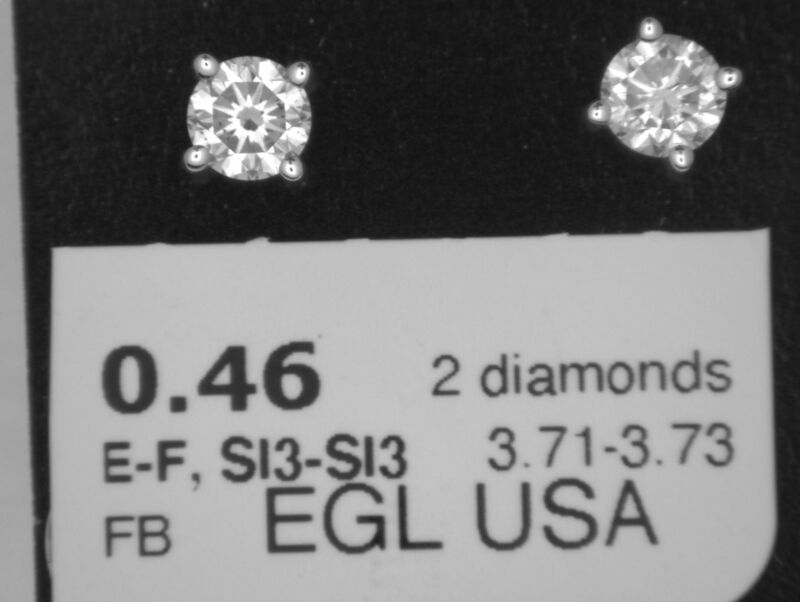 0.46 2 diamonds
E-F, SI3-SI3 3.71-3.73
FB EGL USA